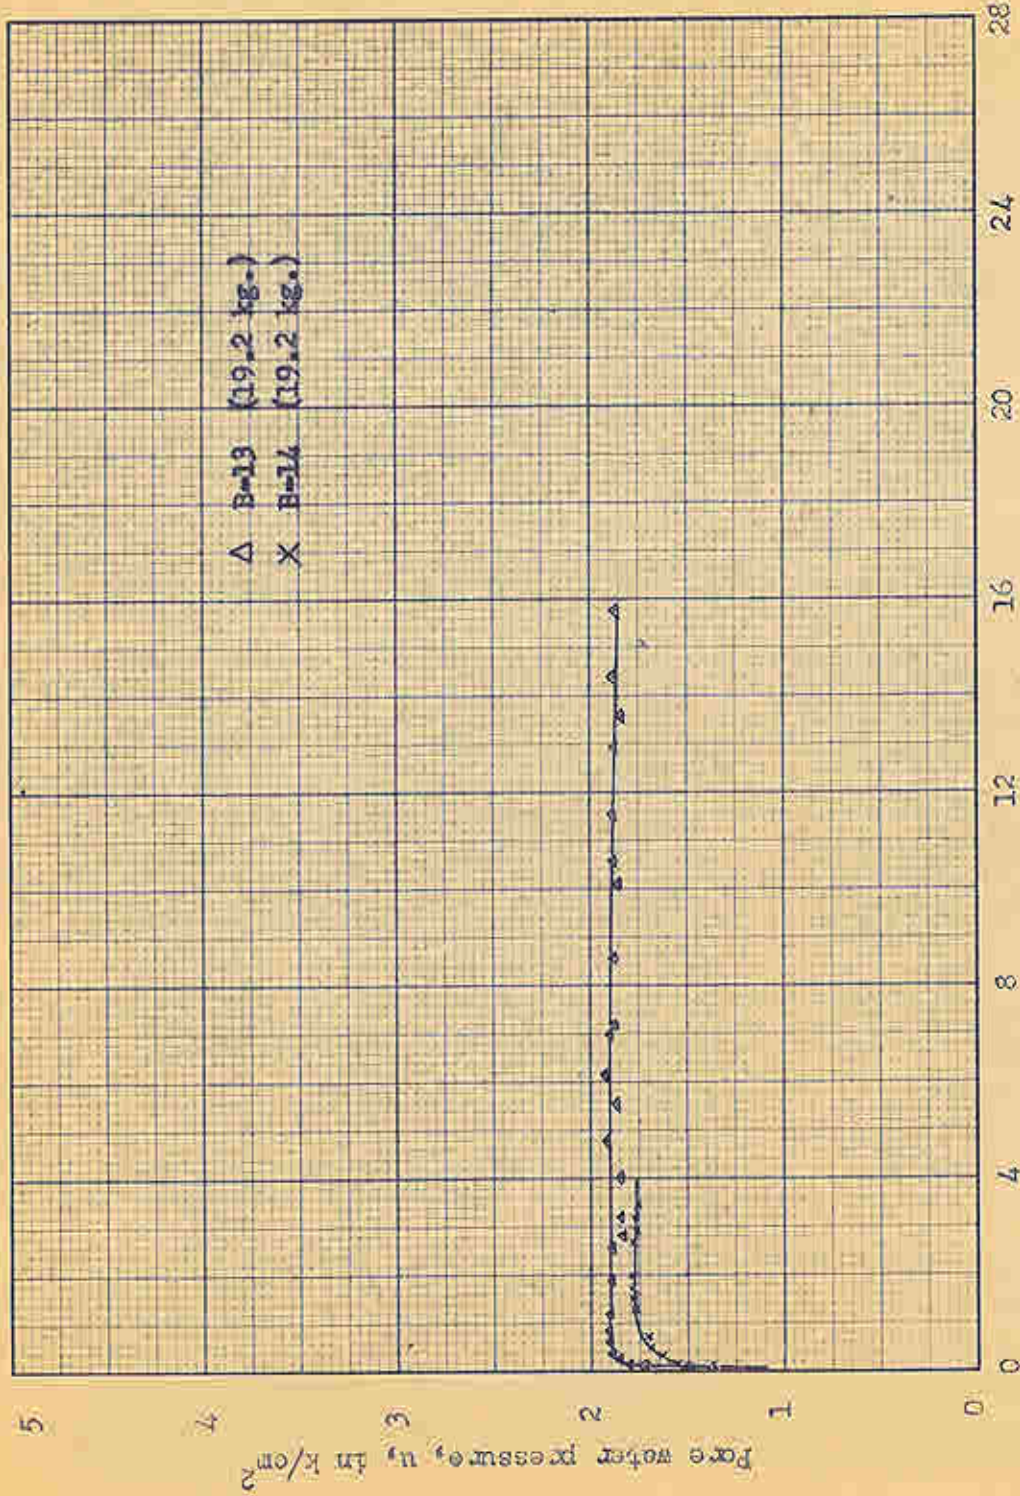 5
4
3
2
1
0
Pore water pressure, u, in k/cm²
△ B-13 (19.2 kg.)
X B-14 (19.2 kg.)
0 4 8 12 16 20 24 28